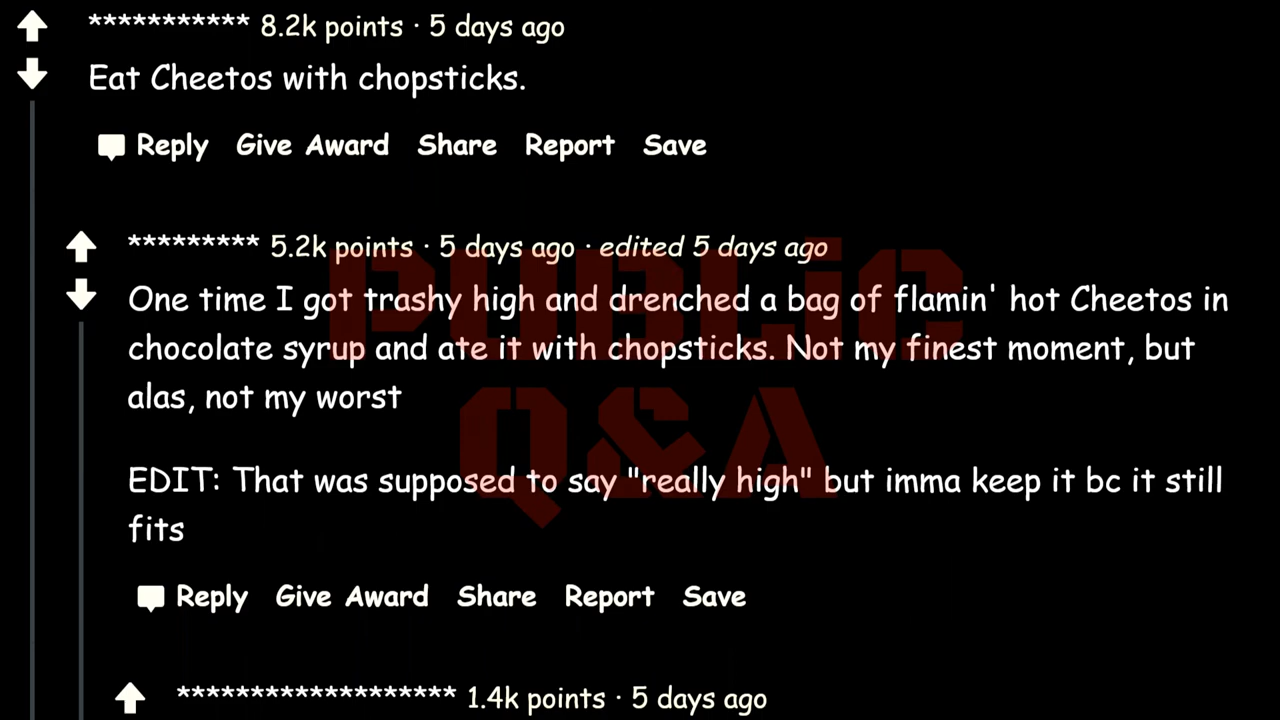 *********** 8.2k points · 5 days ago
Eat Cheetos with chopsticks.
Reply Give Award Share Report Save
********* 5.2k points · 5 days ago · edited 5 days ago
One time I got trashy high and drenched a bag of flamin' hot Cheetos in
chocolate syrup and ate it with chopsticks. Not my finest moment, but
alas, not my worst
EDIT: That was supposed to say "really high" but imma keep it bc it still
fits
Reply Give Award Share Report Save
******************* 1.4k points · 5 days ago
PUBLiC
Q&A